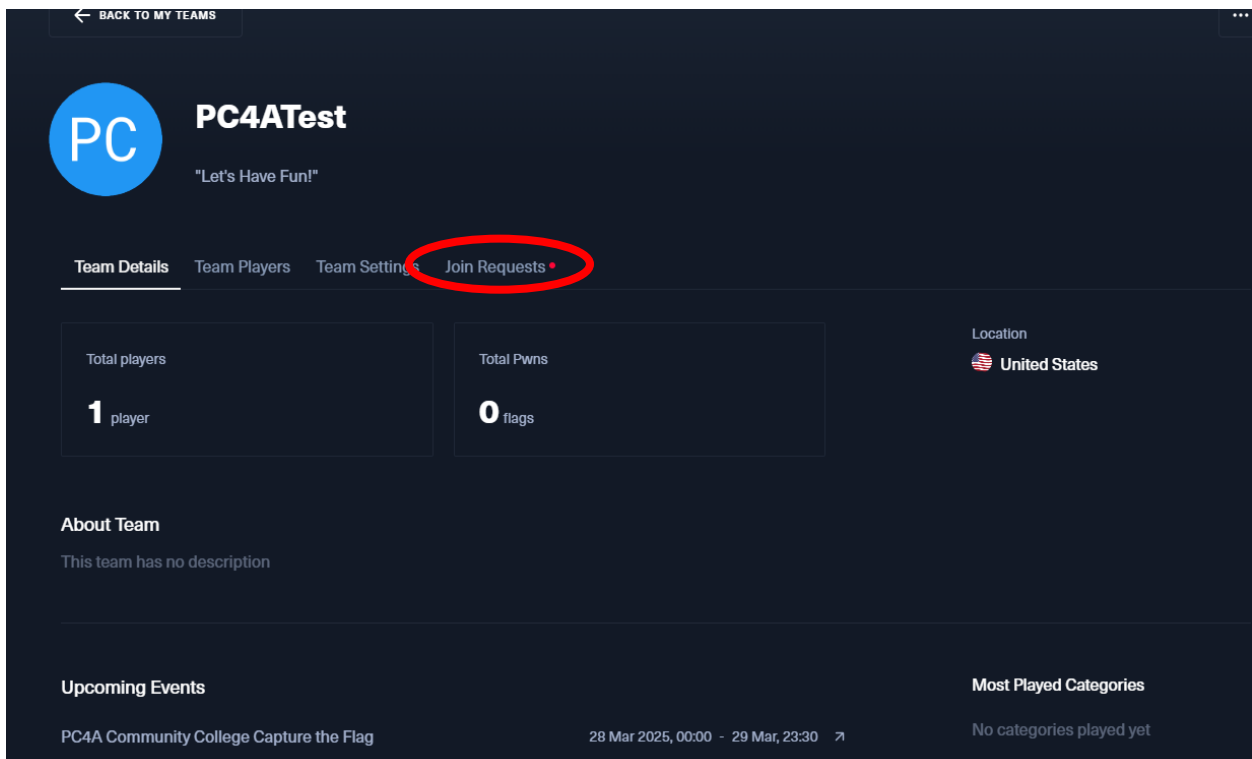 BACK TO MY TEAMS
PC
PC4ATest
"Let's Have Fun!"
Team Details Team Players Team Settings Join Requests
Total players
1 player
Total Pwns
0 flags
Location
United States
About Team
This team has no description
Upcoming Events
PC4A Community College Capture the Flag 28 Mar 2025, 00:00 - 29 Mar, 23:30
Most Played Categories
No categories played yet